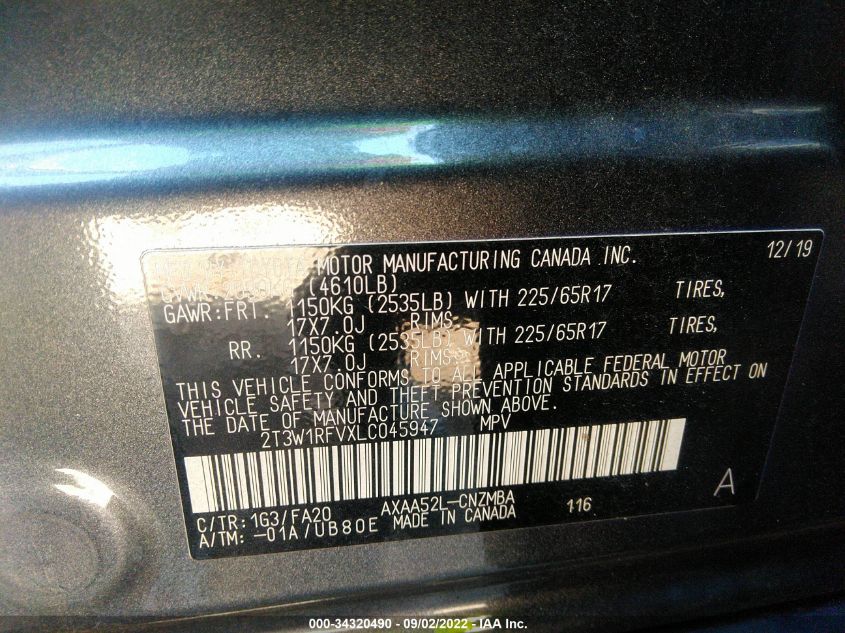 MOTOR MANUFACTURING CANADA INC. 12/19
(4610LB)
GAWR:FRT. 1150KG (2535LB) WITH 225/65R17 TIRES,
17X7.0J RIMS.
RR. 1150KG (2535LB) WITH 225/65R17 TIRES,
17X7.0J RIMS.
THIS VEHICLE CONFORMS TO ALL APPLICABLE FEDERAL MOTOR
VEHICLE SAFETY AND THEFT PREVENTION STANDARDS IN EFFECT ON
THE DATE OF MANUFACTURE SHOWN ABOVE.
2T3W1RFVXLC045947 MPV
C/TR: 1G3/FA20 AXAA52L-CNZMBA 116 A
A/TM: -01A/UB80E MADE IN CANADA
000-34320490 - 09/02/2022 - IAA Inc.